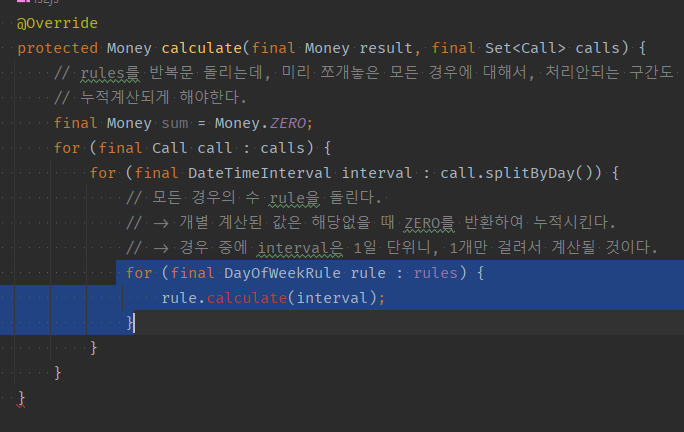 @Override
protected Money calculate(final Money result, final Set<Call> calls) {
// rules를 반복문 돌리는데, 미리 쪼개놓은 모든 경우에 대해서, 처리안되는 구간도
// 누적계산되게 해야한다.
final Money sum = Money.ZERO;
for (final Call call : calls) {
for (final DateTimeInterval interval : call.splitByDay()) {
// 모든 경우의 수 rule을 돌린다.
// -> 개별 계산된 값은 해당없을 때 ZERO를 반환하여 누적시킨다.
// -> 경우 중에 interval은 1일 단위니, 1개만 걸려서 계산될 것이다.
for (final DayOfWeekRule rule : rules) {
rule.calculate(interval);
}
}
}
}